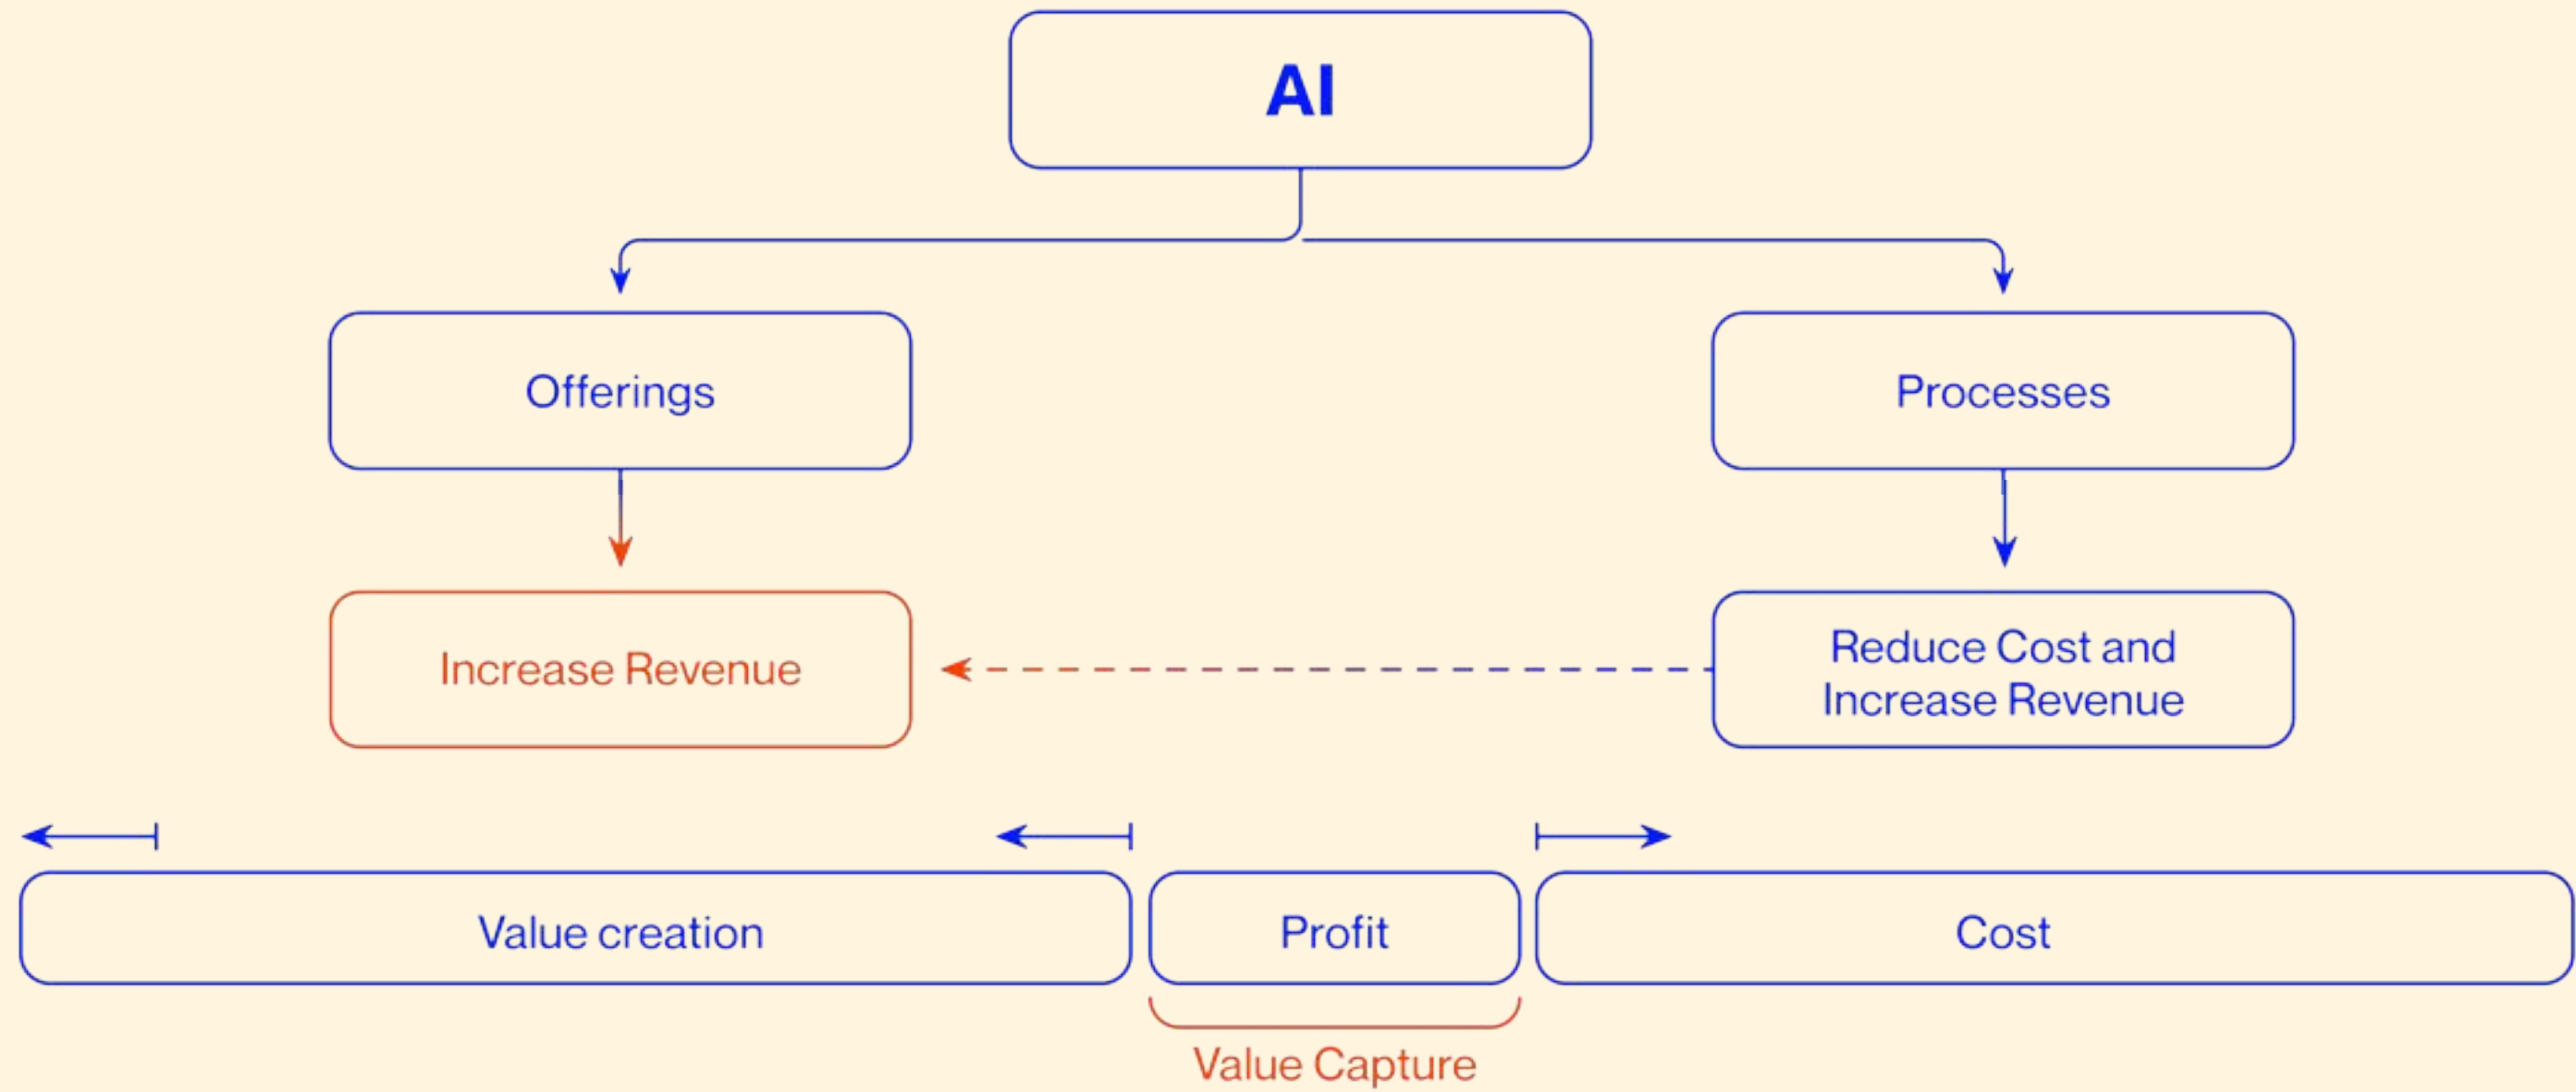 AI
Offerings
Processes
Increase Revenue
Reduce Cost and
Increase Revenue
Value creation
Profit
Cost
Value Capture